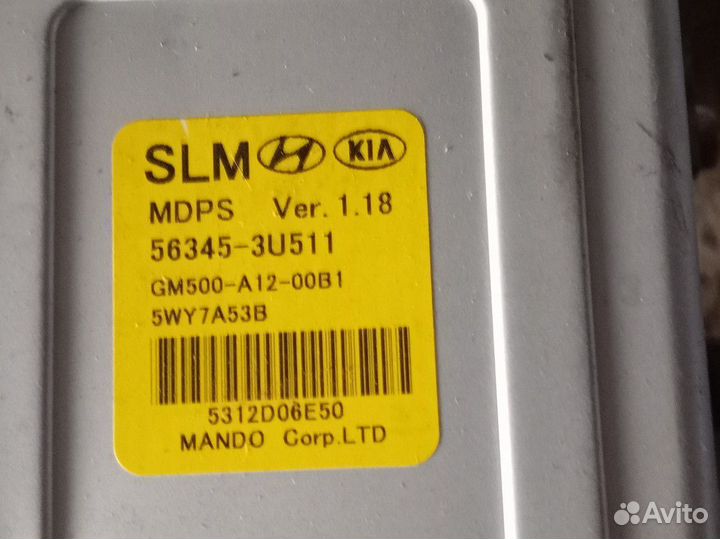 SLM KIA
MDPS Ver. 1.18
56345-3U511
GM500-A12-00B1
5WY7A53B
5312D06E50
MANDO Corp.LTD
Avito